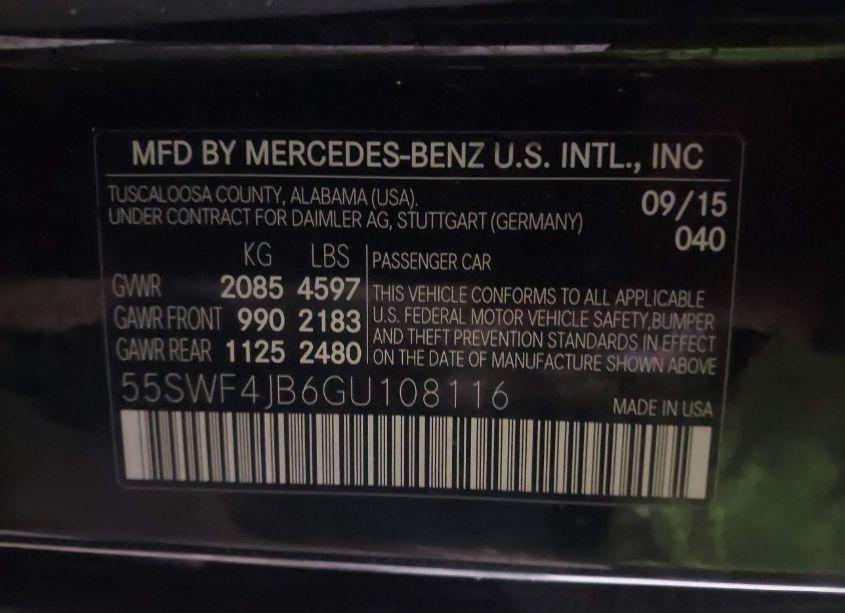 MFD BY MERCEDES-BENZ U.S. INTL., INC
TUSCALOOSA COUNTY, ALABAMA (USA).
UNDER CONTRACT FOR DAIMLER AG, STUTTGART (GERMANY)
09/15
040
KG LBS
GVWR 2085 4597
GAWR FRONT 990 2183
GAWR REAR 1125 2480
PASSENGER CAR
THIS VEHICLE CONFORMS TO ALL APPLICABLE
U.S. FEDERAL MOTOR VEHICLE SAFETY,BUMPER
AND THEFT PREVENTION STANDARDS IN EFFECT
ON THE DATE OF MANUFACTURE SHOWN ABOVE
55SWF4JB6GU108116
MADE IN USA